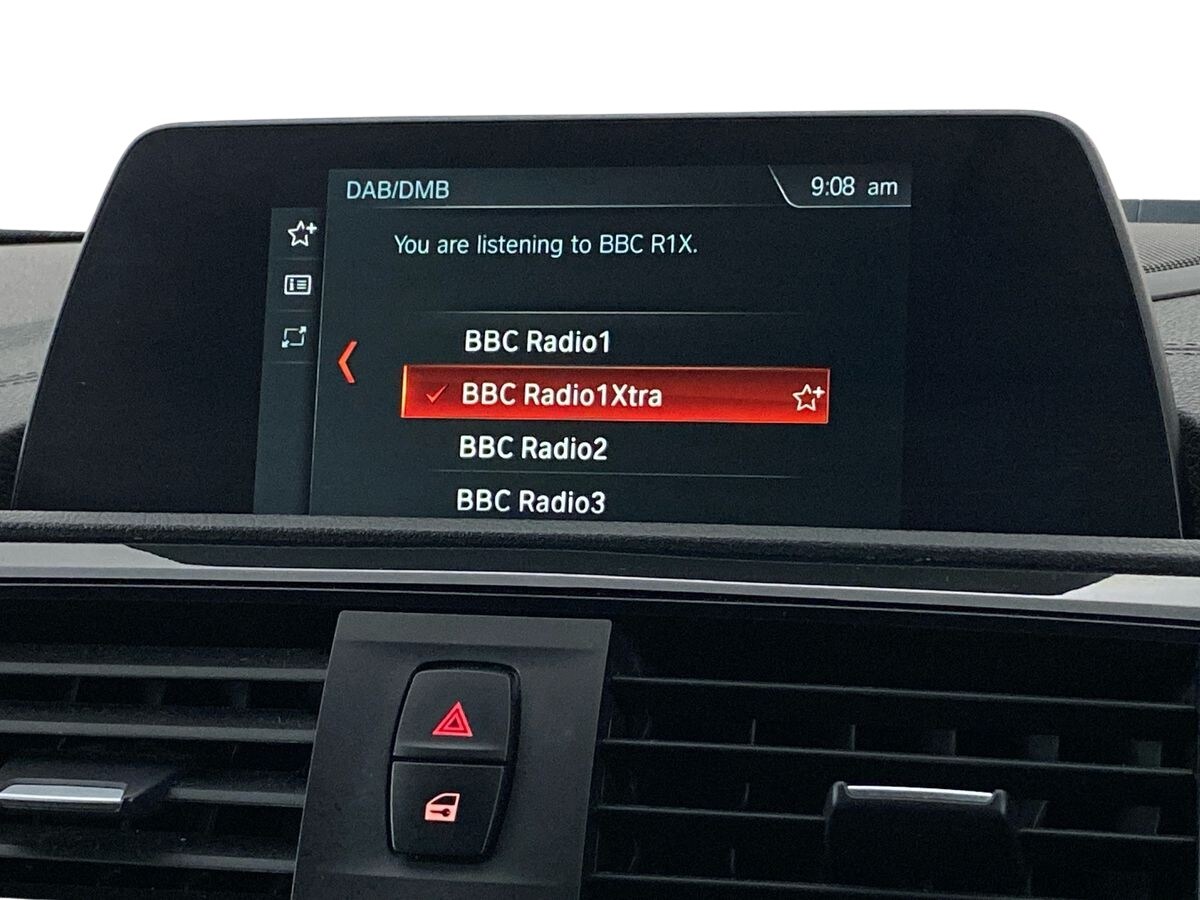 DAB/DMB
9:08 am
You are listening to BBC R1X.
BBC Radio1
BBC Radio1Xtra
BBC Radio2
BBC Radio3